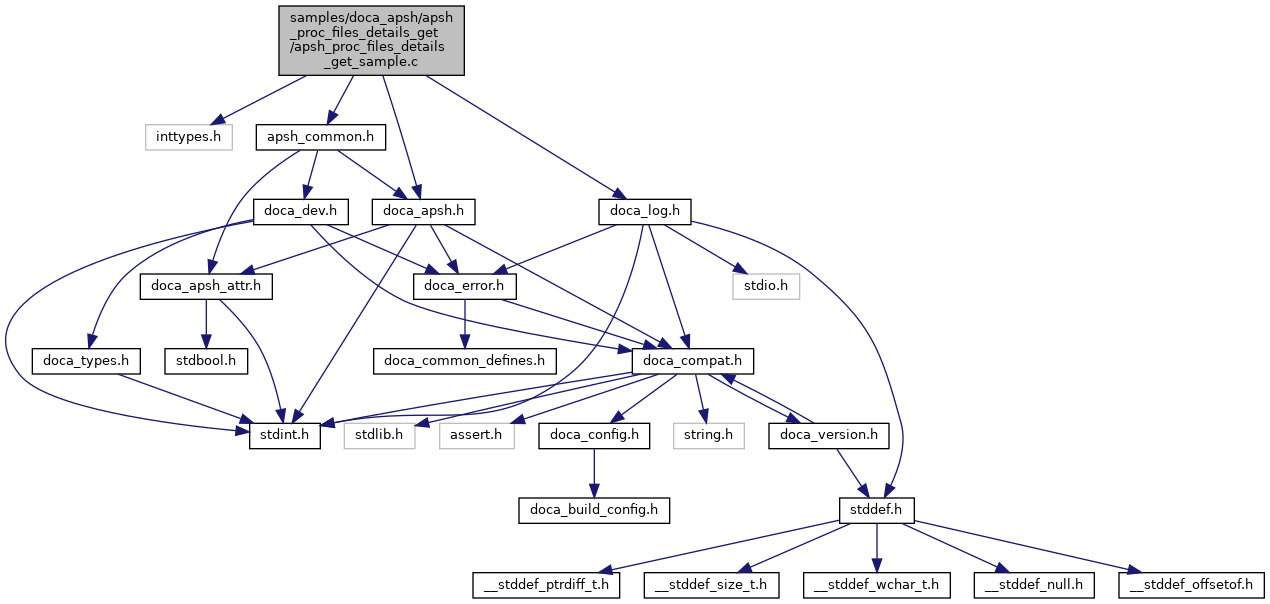 samples/doca_apsh/apsh
_proc_files_details_get
/apsh_proc_files_details
_get_sample.c
inttypes.h
apsh_common.h
doca_dev.h
doca_apsh.h
doca_log.h
doca_apsh_attr.h
doca_error.h
stdio.h
doca_types.h
stdbool.h
doca_common_defines.h
doca_compat.h
stdint.h
stdlib.h
assert.h
doca_config.h
string.h
doca_version.h
doca_build_config.h
stddef.h
__stddef_ptrdiff_t.h
__stddef_size_t.h
__stddef_wchar_t.h
__stddef_null.h
__stddef_offsetof.h